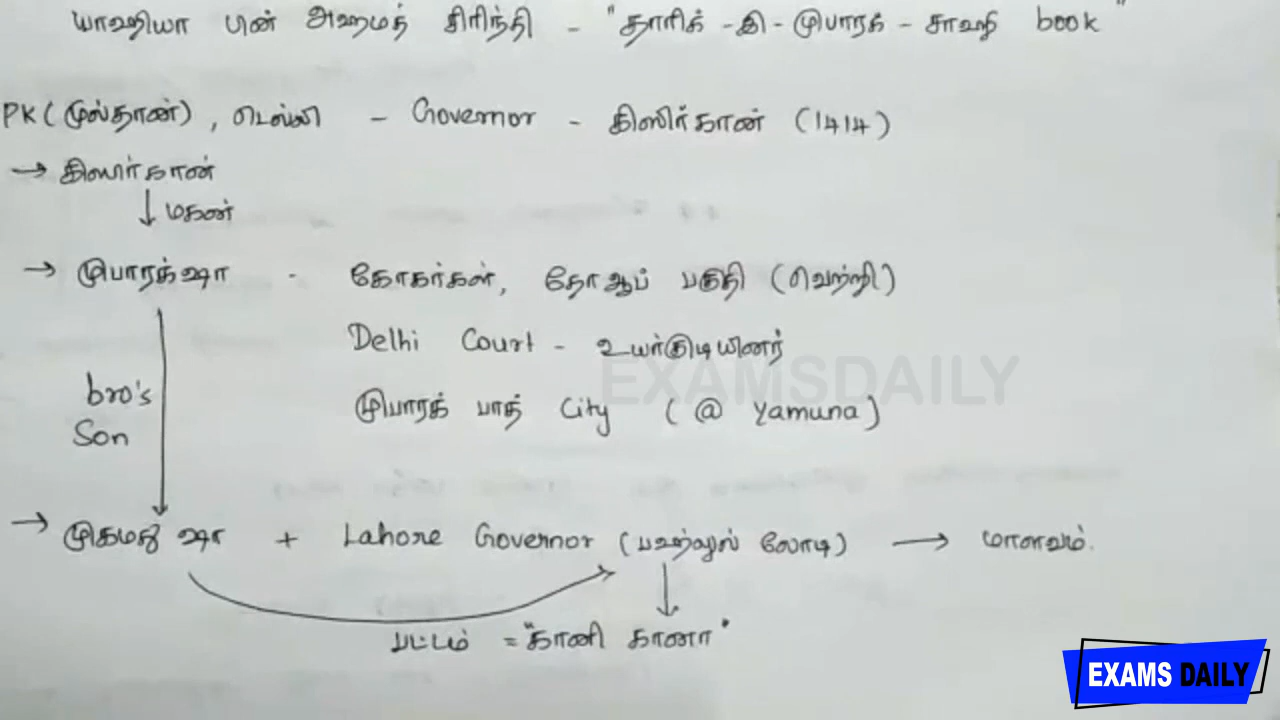 யாஹியா பின் அஹமத் சிரிந்தி - "தாரிக் - இ - முபாரக் - சாஹி book"
PK (முல்தான்), டெல்லி - Governor - கிஸிர்கான் (1414)
→ கிஸர்கான்
↓ மகன்
→ முபாரக்ஷா - கோகர்கள், தோஆப் பகுதி (வெற்றி)
Delhi Court - உயர்குடியினர்
முபாரக் பாத் City (@ Yamuna)
bro's
Son
→ முகமது ஷா + Lahore Governor (பஹ்லுல் லோடி) → மாளவம்.
பட்டம் = "கானி கானா"
EXAMSDAILY
EXAMS DAILY